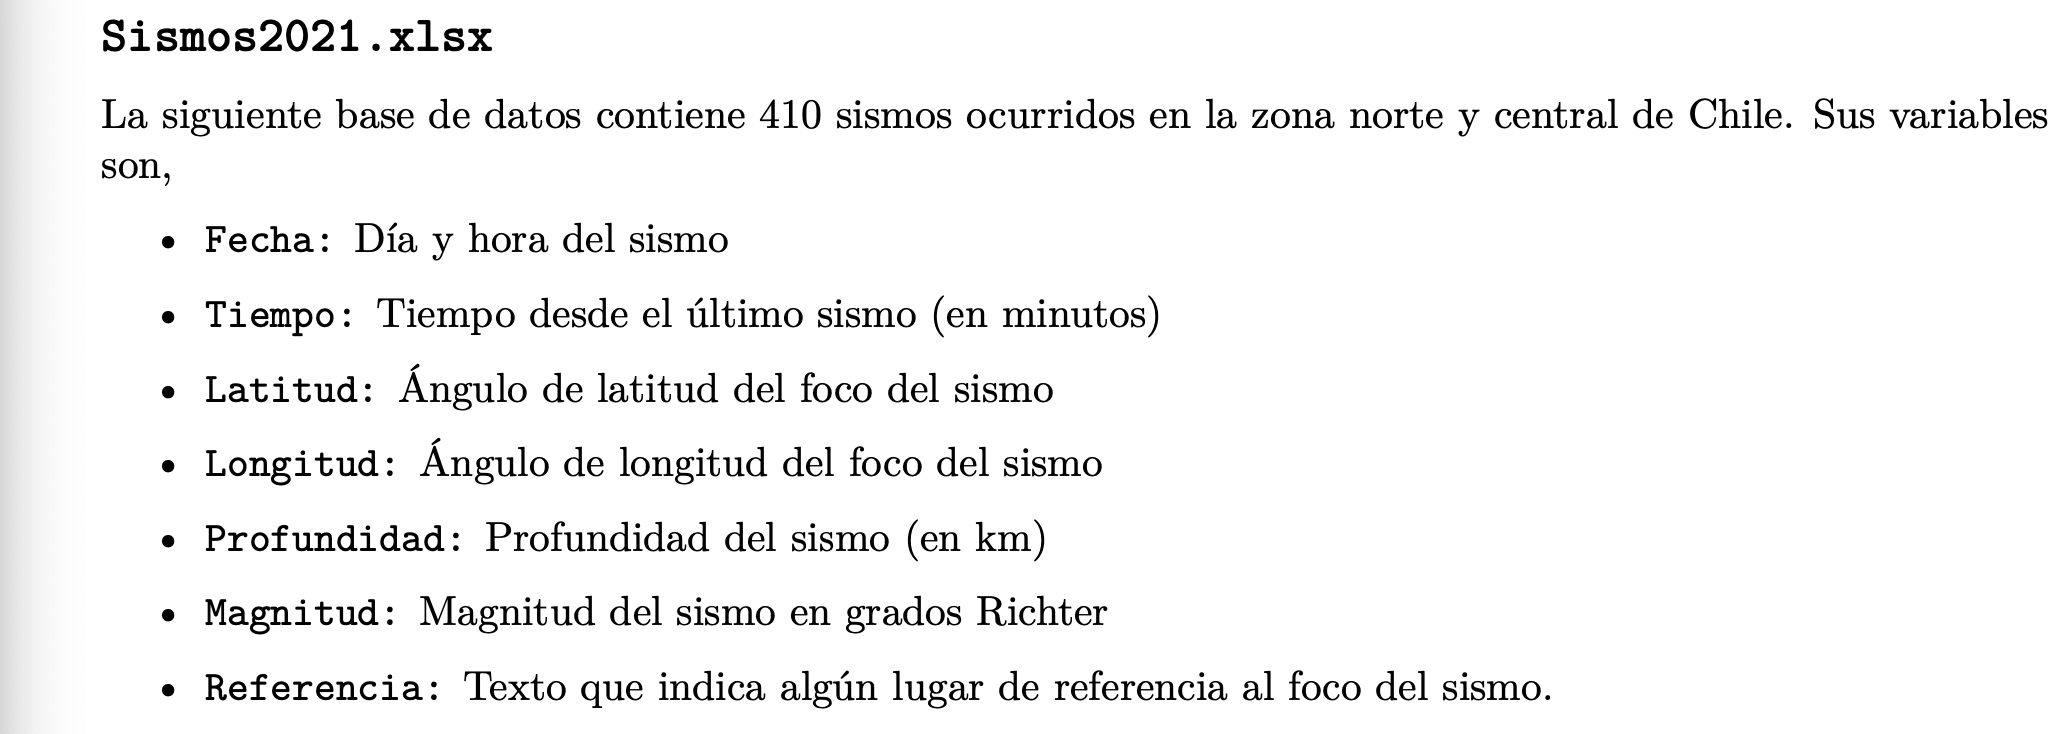 Sismos2021.xlsx
La siguiente base de datos contiene 410 sismos ocurridos en la zona norte y central de Chile. Sus variables
son,
• Fecha: Día y hora del sismo
• Tiempo: Tiempo desde el último sismo (en minutos)
• Latitud: Ángulo de latitud del foco del sismo
• Longitud: Ángulo de longitud del foco del sismo
• Profundidad: Profundidad del sismo (en km)
• Magnitud: Magnitud del sismo en grados Richter
• Referencia: Texto que indica algún lugar de referencia al foco del sismo.